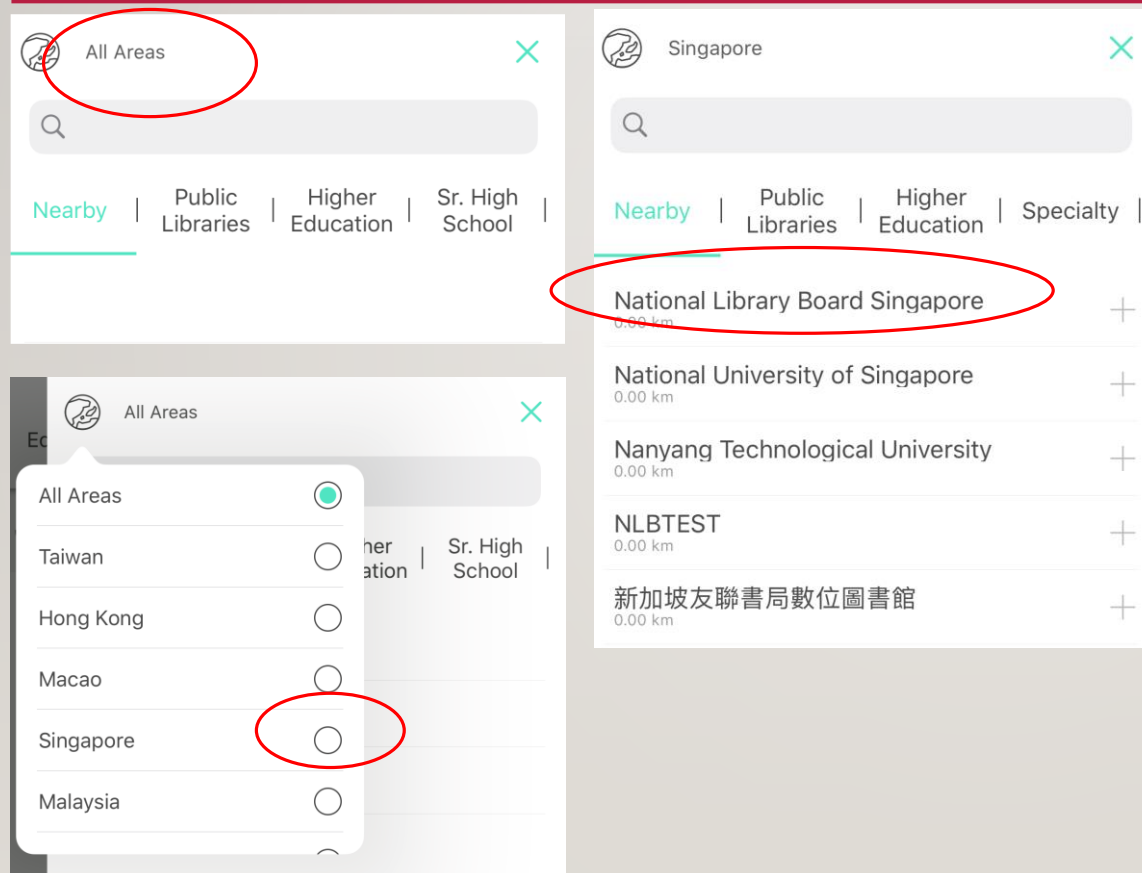 All Areas
Nearby | Public Libraries | Higher Education | Sr. High School |
All Areas
Ed
All Areas
Taiwan
Hong Kong
Macao
Singapore
Malaysia
her
ation | Sr. High School |
Singapore
Nearby | Public Libraries | Higher Education | Specialty |
National Library Board Singapore
0.00 km
National University of Singapore
0.00 km
Nanyang Technological University
0.00 km
NLBTEST
0.00 km
新加坡友聯書局數位圖書館
0.00 km